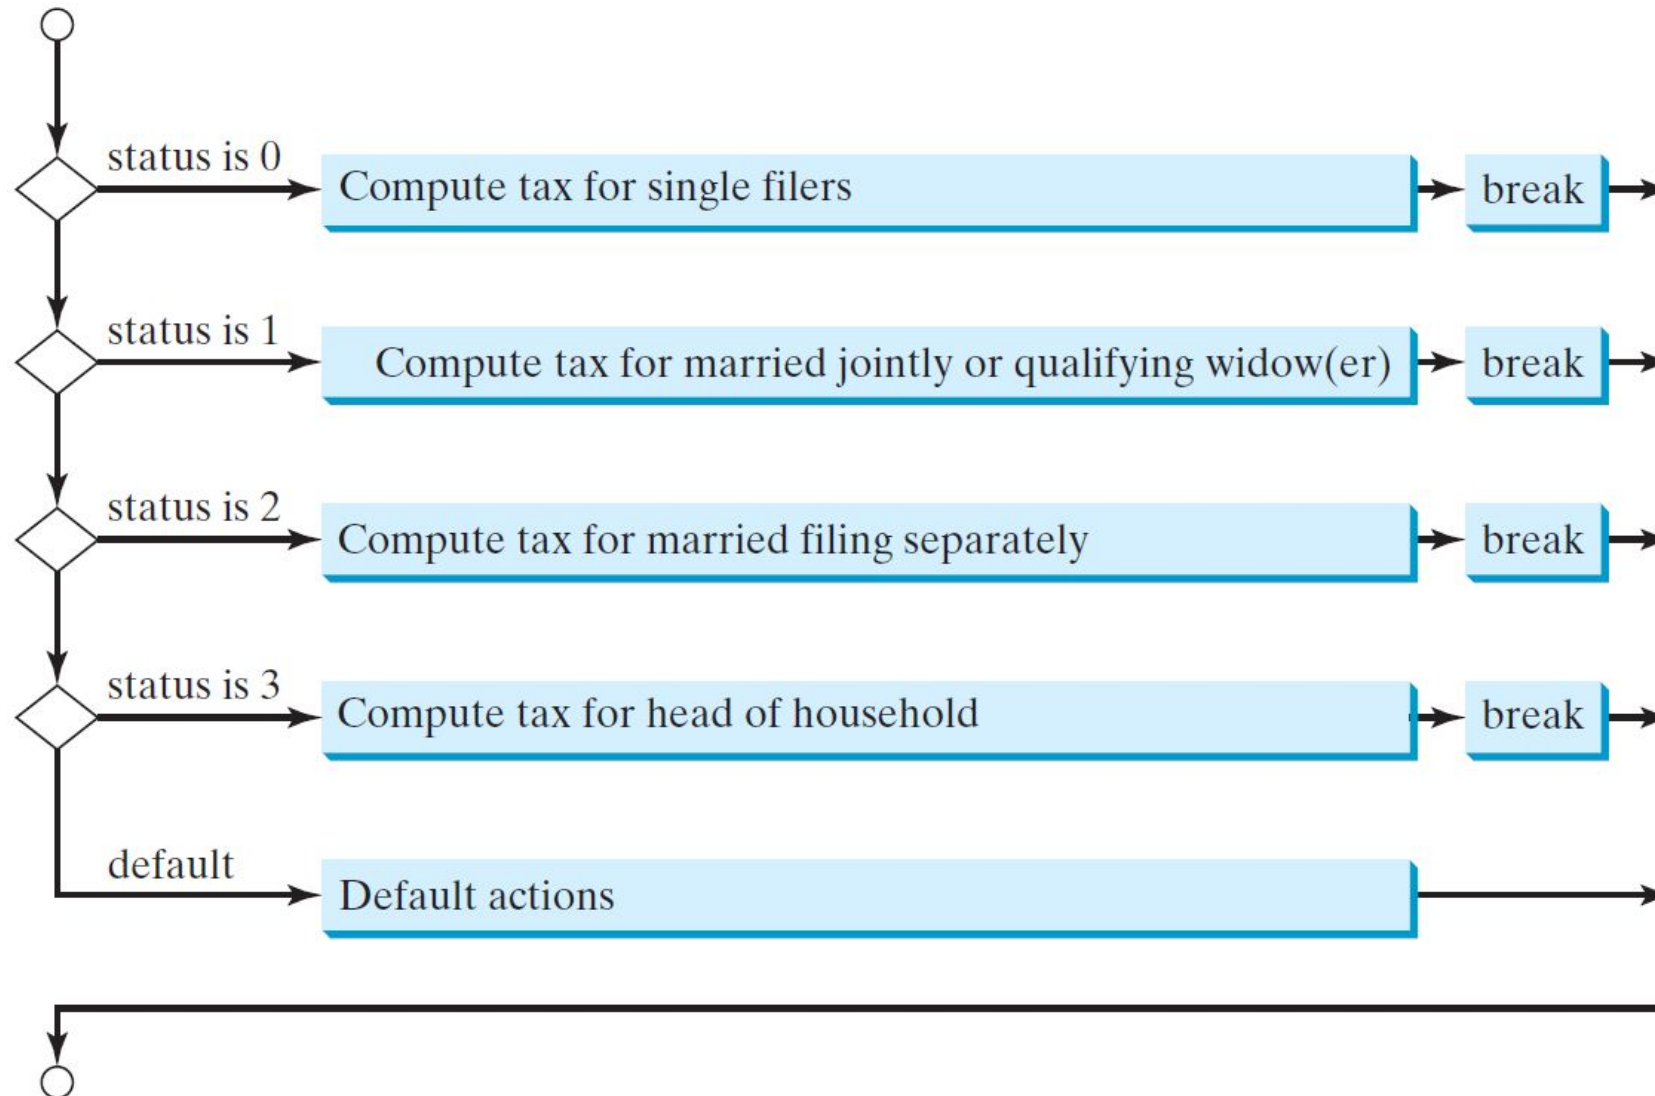 status is 0
Compute tax for single filers
break
status is 1
Compute tax for married jointly or qualifying widow(er)
break
status is 2
Compute tax for married filing separately
break
status is 3
Compute tax for head of household
break
default
Default actions